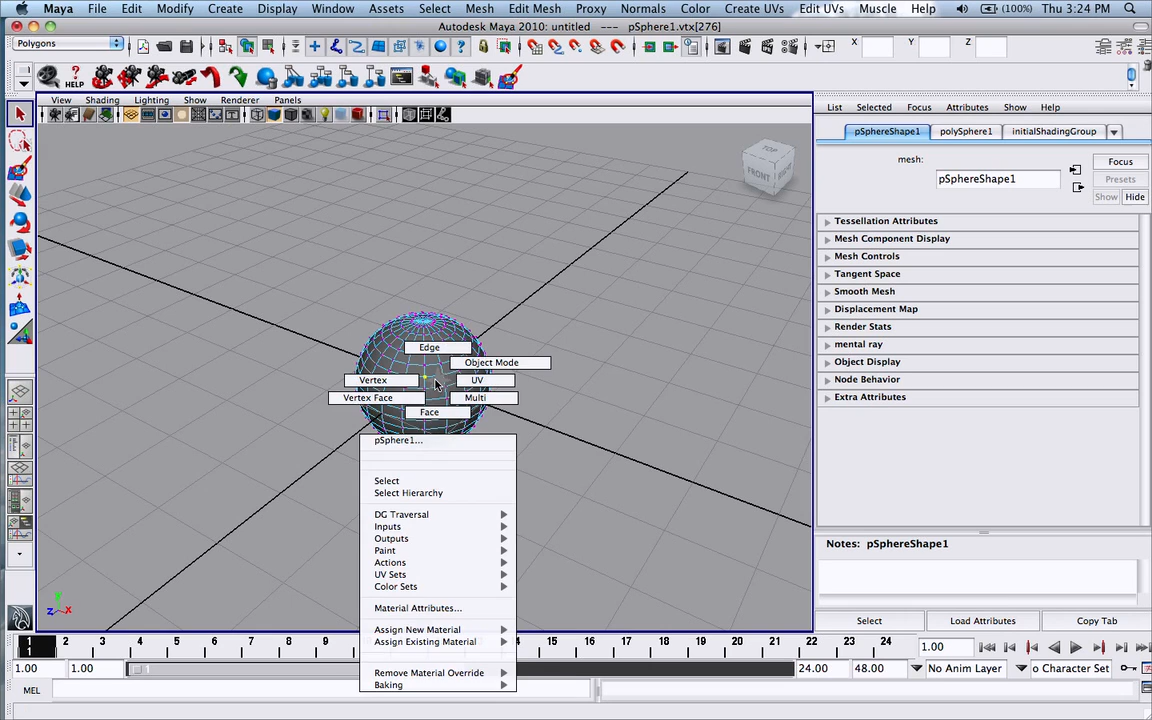 Maya File Edit Modify Create Display Window Assets Select Mesh Edit Mesh Proxy Normals Color Create UVs Edit UVs Muscle Help (100%) Thu 3:24 PM
Autodesk Maya 2010: untitled --- pSphere1.vtx[276]
Polygons X Y Z
HELP
View Shading Lighting Show Renderer Panels
List Selected Focus Attributes Show Help
pSphereShape1 polySphere1 initialShadingGroup
mesh: pSphereShape1
Focus
Presets
Show Hide
TOP
FRONT
Tessellation Attributes
Mesh Component Display
Mesh Controls
Tangent Space
Smooth Mesh
Displacement Map
Render Stats
mental ray
Object Display
Node Behavior
Extra Attributes
Edge
Object Mode
Vertex UV
Vertex Face Multi
Face
pSphere1...
Select
Select Hierarchy
DG Traversal
Inputs
Outputs
Paint
Actions
UV Sets
Color Sets
Material Attributes...
Assign New Material
Assign Existing Material
Remove Material Override
Baking
Notes: pSphereShape1
Select Load Attributes Copy Tab
y
z x
1 2 3 4 5 6 7 8 9 15 16 17 18 19 20 21 22 23 24 1.00
1
1.00 1.00 24.00 48.00 No Anim Layer o Character Set
MEL